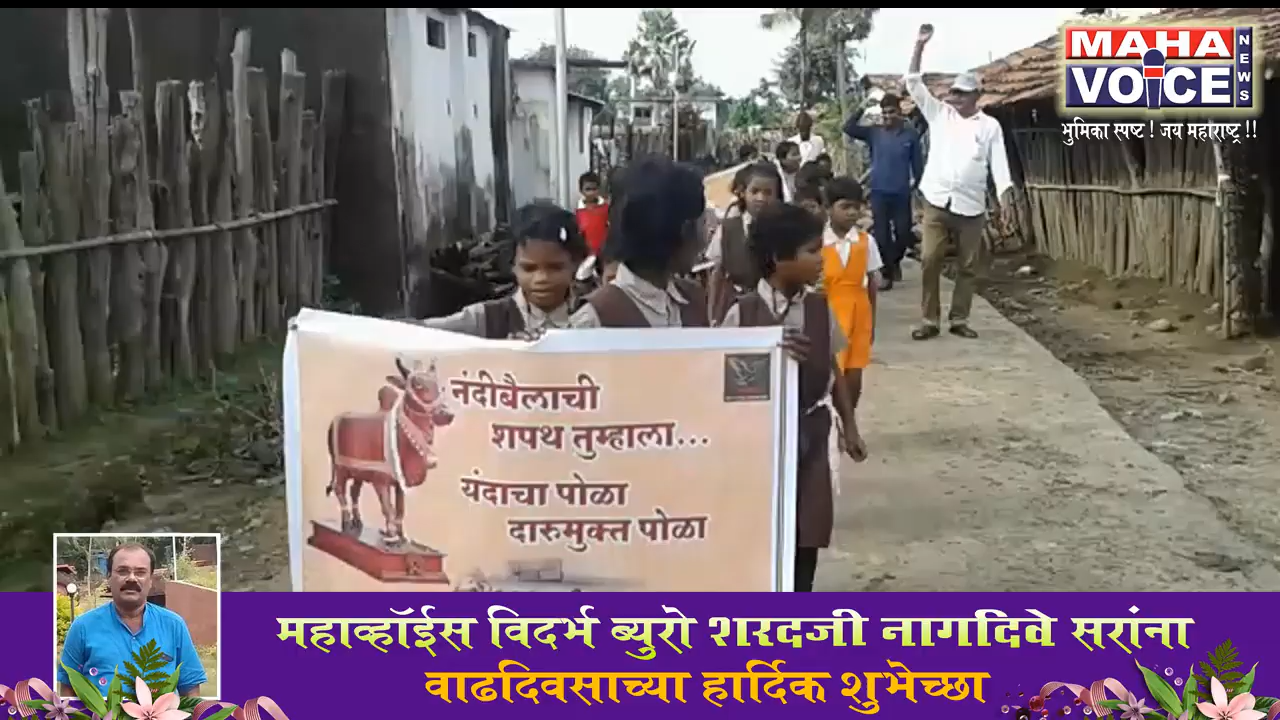 MAHA
VOICE
NEWS
भुमिका स्पष्ट ! जय महाराष्ट्र !!
नंदीबैलाची
शपथ तुम्हाला...
यंदाचा पोळा
दारुमुक्त पोळा
महाव्हॉईस विदर्भ ब्युरो शरदजी नागदिवे सरांना
वाढदिवसाच्या हार्दिक शुभेच्छा